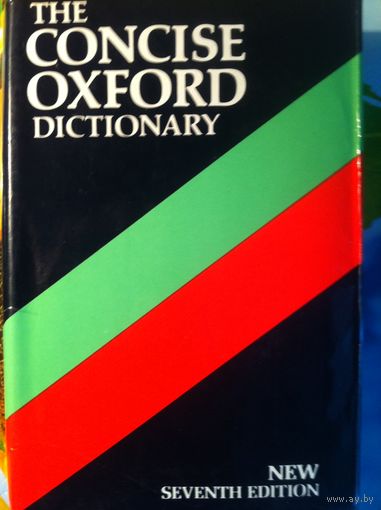 THE
CONCISE
OXFORD
DICTIONARY
NEW
SEVENTH EDITION
www.ay.by